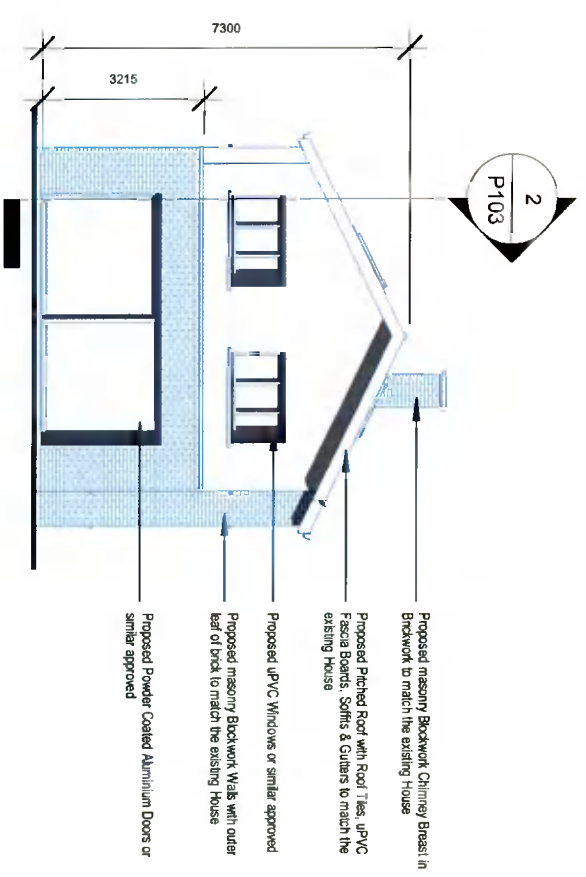 7300
3215
2
P103
Proposed masonry Blockwork Chimney Breast in
Brickwork to match the existing House
Proposed Pitched Roof with Roof Tiles, uPVC
Fascia Boards, Soffits & Gutters to match the
existing House
Proposed uPVC Windows or similar approved
Proposed masonry Blockwork Walls with outer
leaf of brick to match the existing House
Proposed Powder Coated Aluminium Doors or
similar approved